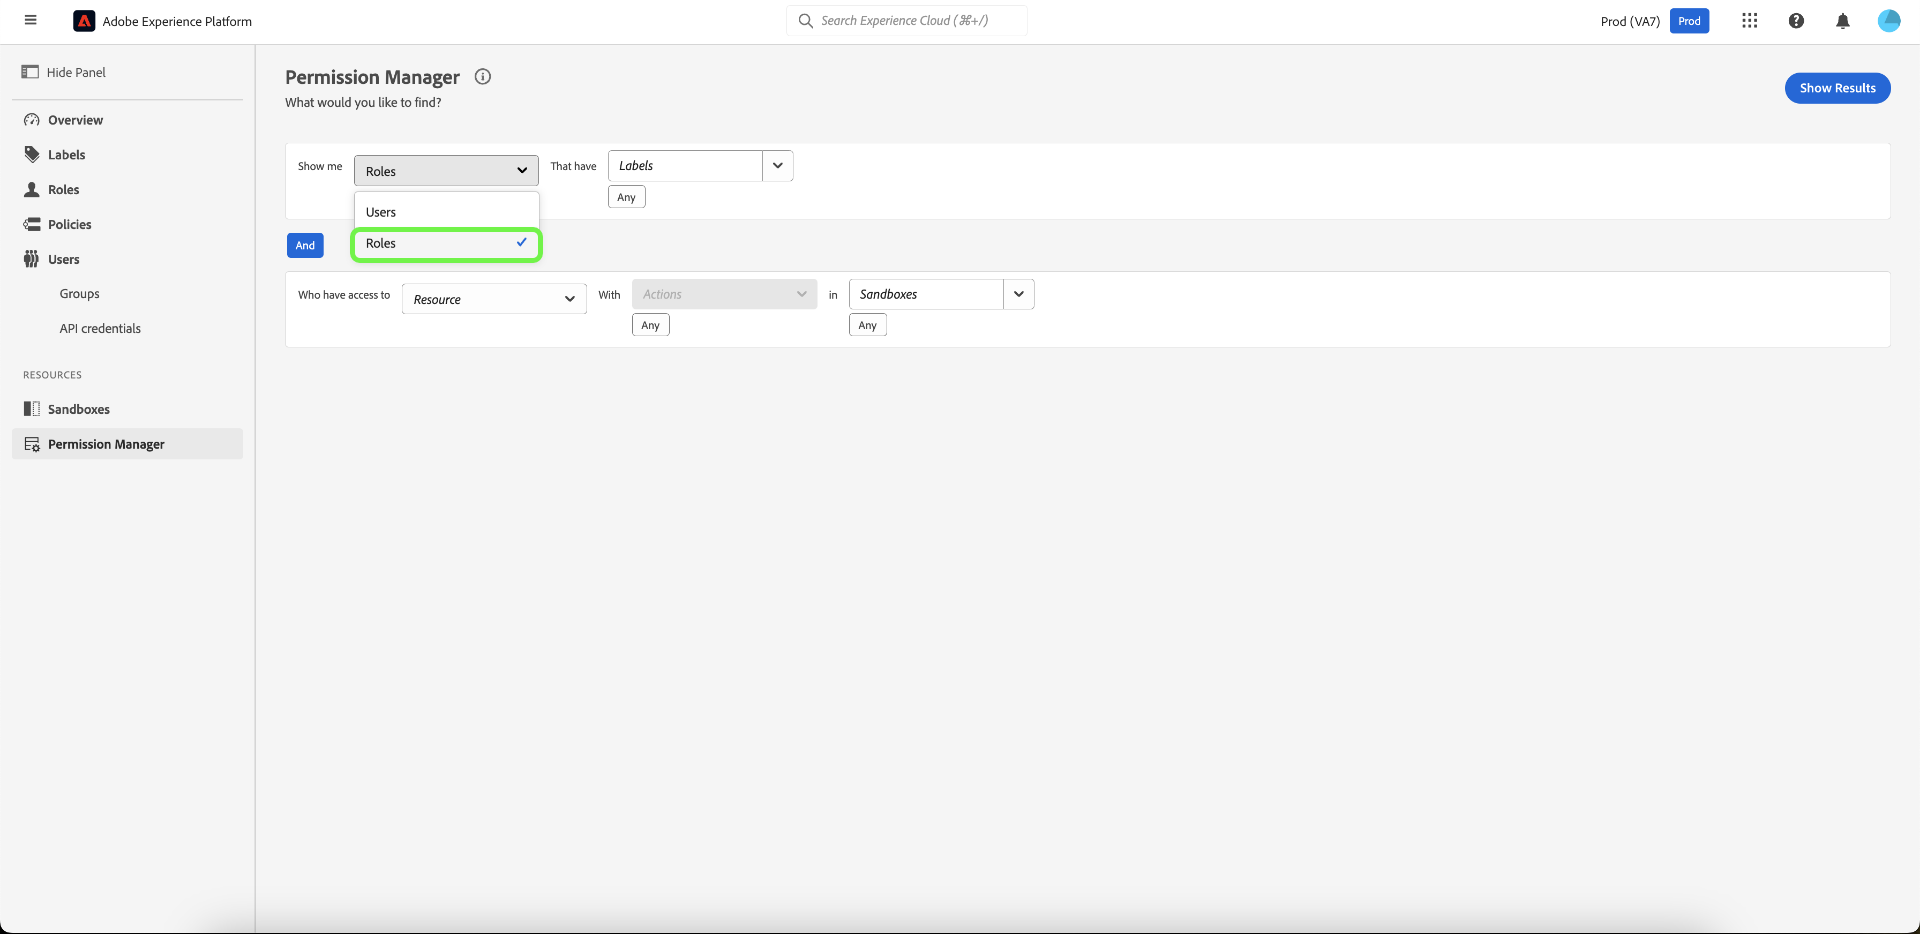 Adobe Experience Platform
Search Experience Cloud (⌘+/)
Prod (VA7)
Prod
Hide Panel
Overview
Labels
Roles
Policies
Users
Groups
API credentials
RESOURCES
Sandboxes
Permission Manager
Permission Manager
What would you like to find?
Show Results
Show me
Roles
That have
Labels
Any
Users
Roles
And
Who have access to
Resource
With
Actions
in
Sandboxes
Any
Any